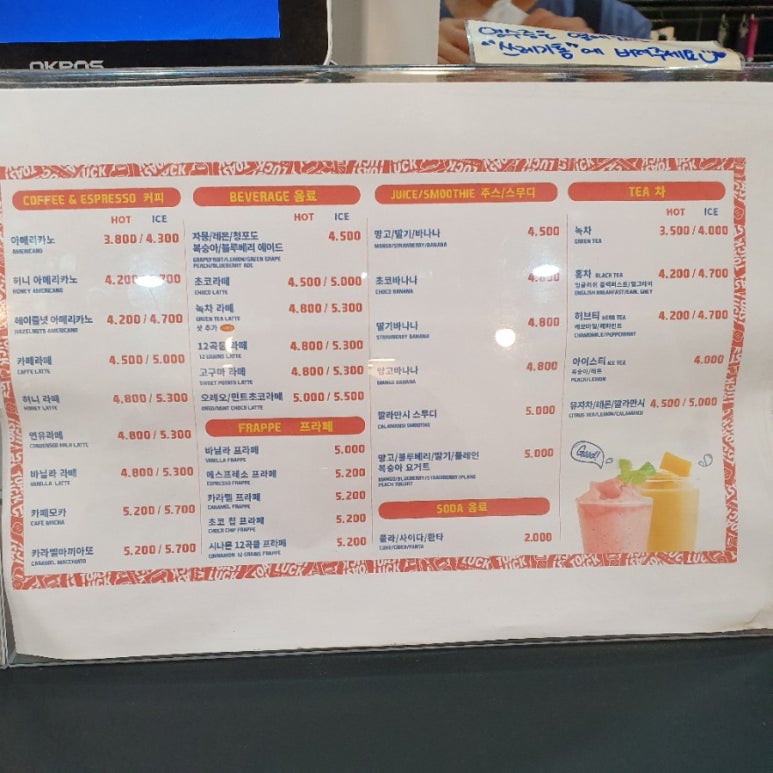 OKPOS
영수증은
"쓰레기통"에 버려주세요
COFFEE & ESPRESSO 커피
HOT ICE
아메리카노 3.800 / 4.300
AMERICANO
허니 아메리카노 4.200 700
HONEY AMERICANO
헤이즐넛 아메리카노 4.200 / 4.700
HAZELNUTS AMERICANO
카페라떼 4.500 / 5.000
CAFFE LATTE
허니 라떼 4.800 / 5.300
HONEY LATTE
연유라떼 4.800 / 5.300
CONDENSED MILK LATTE
바닐라 라떼 4.800 / 5.300
VANILLA LATTE
카페모카 5.200 / 5.700
CAFE MOCHA
카라멜마끼아또 5.200 / 5.700
CARAMEL MACCHIATO
BEVERAGE 음료
HOT ICE
자몽/레몬/청포도 4.500
복숭아/블루베리 에이드
GRAPEFRUIT/LEMON/GREEN GRAPE
PEACH/BLUEBERRY ADE
초코라떼 4.500 / 5.000
CHOCO LATTE
녹차 라떼 4.800 / 5.300
GREEN TEA LATTE
샷 추가
12곡물 라떼 4.800 / 5.300
12 GRAINS LATTE
고구마 라떼 4.800 / 5.300
SWEET POTATO LATTE
오레오/민트초코라떼 5.000 / 5.500
OREO/MINT CHOCO LATTE
FRAPPE 프라페
바닐라 프라페 5.000
VANILLA FRAPPE
에스프레소 프라페 5.200
ESPRESSO FRAPPE
카라멜 프라페 5.200
CARAMEL FRAPPE
초코 칩 프라페 5.200
CHOCO CHIP FRAPPE
시나몬 12곡물 프라페 5.200
CINNAMON 12 GRAINS FRAPPE
JUICE/SMOOTHIE 주스/스무디
망고/딸기/바나나 4.500
MANGO/STRAWBERRY/BANANA
초코바나나
CHOCO BANANA
딸기바나나 4.800
STRAWBERRY BANANA
망고바나나 4.800
MANGO BANANA
깔라만시 스무디 5.000
CALAMANSI SMOOTHIE
망고/블루베리/딸기/플레인 5.000
복숭아 요거트
MANGO/BLUEBERRY/STRAWBERRY/PLANE
PEACH YOGURT
SODA 음료
콜라/사이다/환타 2.000
TEA 차
HOT ICE
녹차 3.500 / 4.000
GREEN TEA
홍차 BLACK TEA 4.200 / 4.700
잉글리쉬 블랙퍼스트/얼그레이
ENGLISH BREAKFAST/EARL GREY
허브티 HERB TEA 4.200 / 4.700
캐모마일/페퍼민트
CHAMOMILE/PEPPERMINT
아이스티 ICE TEA 4.000
복숭아/레몬
PEACH/LEMON
유자차/레몬/깔라만시 4.500 / 5.000
CITRUS TEA/LEMON/CALAMANSI
Good!